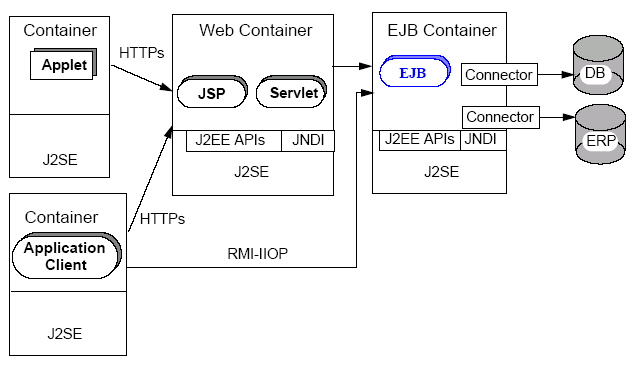 Container
Applet
J2SE
HTTPs
Web Container
JSP
Servlet
J2EE APIs
JNDI
J2SE
EJB Container
EJB
Connector
Connector
J2EE APIs
JNDI
J2SE
DB
ERP
Container
Application
Client
J2SE
HTTPs
RMI-IIOP